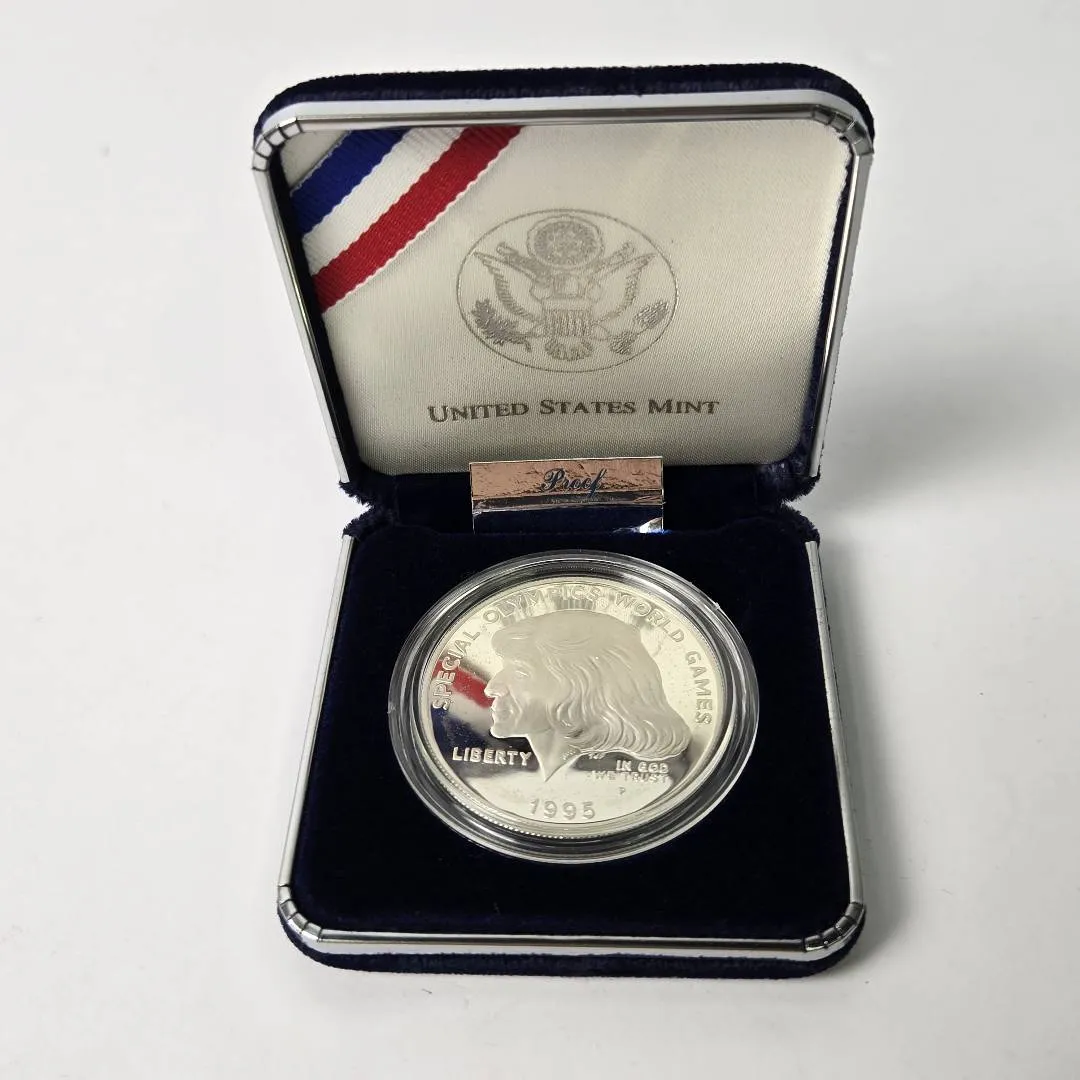 UNITED STATES MINT
Proof
SPECIAL OLYMPICS WORLD GAMES
LIBERTY
IN GOD
WE TRUST
P
1995